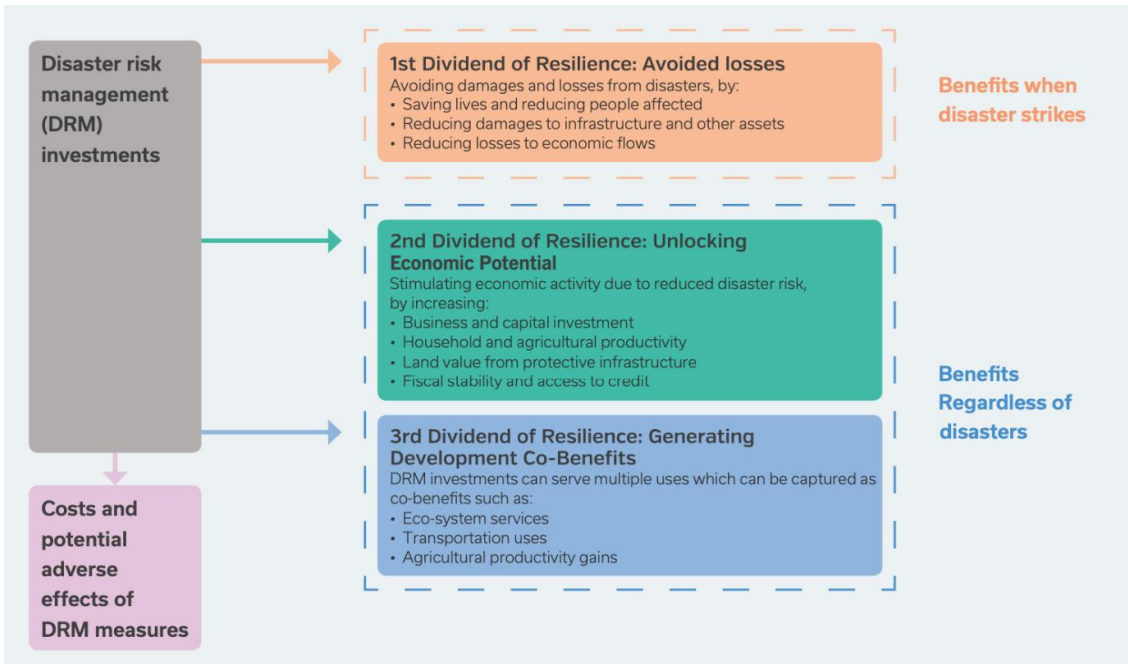 Disaster risk
management
(DRM)
investments
1st Dividend of Resilience: Avoided losses
Avoiding damages and losses from disasters, by:
• Saving lives and reducing people affected
• Reducing damages to infrastructure and other assets
• Reducing losses to economic flows
Benefits when
disaster strikes
2nd Dividend of Resilience: Unlocking
Economic Potential
Stimulating economic activity due to reduced disaster risk,
by increasing:
• Business and capital investment
• Household and agricultural productivity
• Land value from protective infrastructure
• Fiscal stability and access to credit
Benefits
Regardless of
disasters
3rd Dividend of Resilience: Generating
Development Co-Benefits
DRM investments can serve multiple uses which can be captured as
co-benefits such as:
• Eco-system services
• Transportation uses
• Agricultural productivity gains
Costs and
potential
adverse
effects of
DRM measures